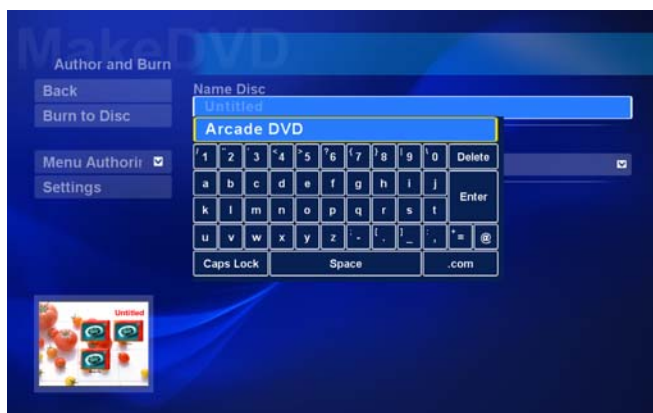 MakeDVD
Author and Burn
Back
Burn to Disc
Menu Authorin
Settings
Name Disc
Untitled
Arcade DVD
1 2 3 4 5 6 7 8 9 0 Delete
a b c d e f g h i j
Enter
k l m n o p q r s t
u v w x y z - . _ , = @
Caps Lock Space .com
Untitled